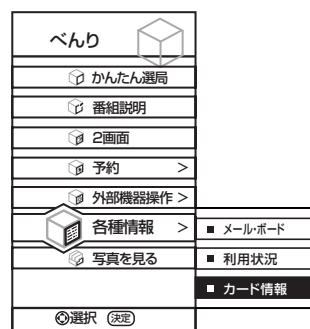 べんり
かんたん選局
番組説明
2画面
予約 >
外部機器操作 >
各種情報 >
写真を見る
メール・ボード
利用状況
カード情報
選択 決定